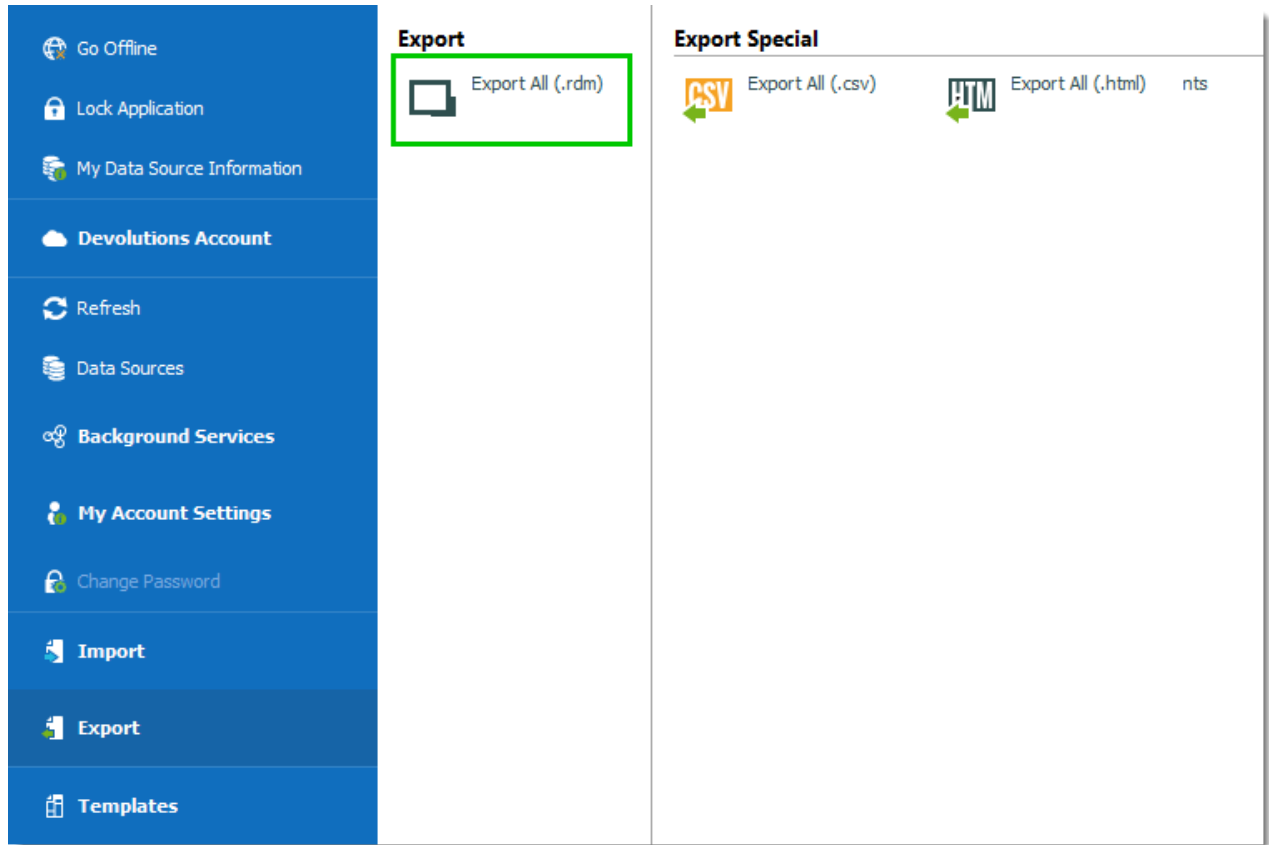 Go Offline
Lock Application
My Data Source Information
Devolutions Account
Refresh
Data Sources
Background Services
My Account Settings
Change Password
Import
Export
Templates
Export
Export All (.rdm)
Export Special
CSV
Export All (.csv)
HTM
Export All (.html)
nts